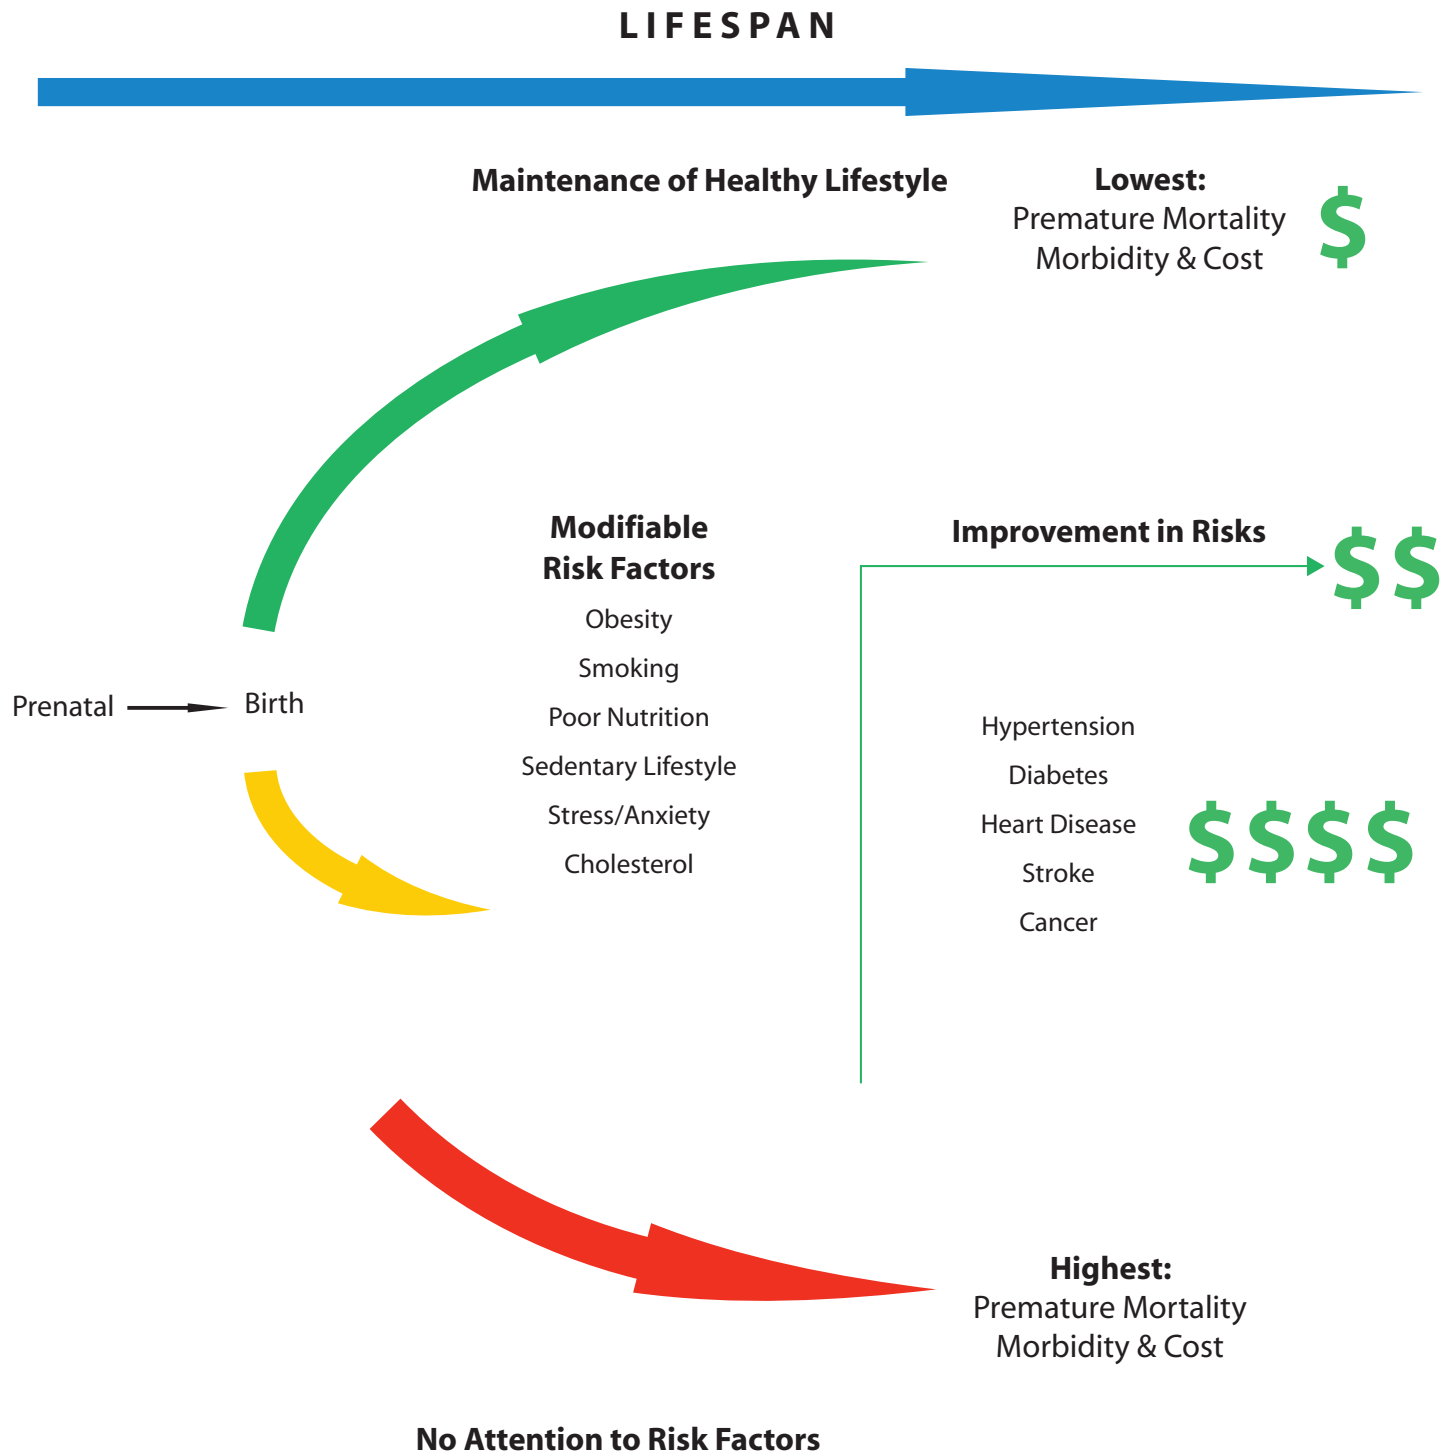 LIFESPAN
Maintenance of Healthy Lifestyle
Lowest:
Premature Mortality
Morbidity & Cost
$
Modifiable
Risk Factors
Obesity
Smoking
Poor Nutrition
Sedentary Lifestyle
Stress/Anxiety
Cholesterol
Improvement in Risks
$$
Prenatal
Birth
Hypertension
Diabetes
Heart Disease
Stroke
Cancer
$$$$
Highest:
Premature Mortality
Morbidity & Cost
No Attention to Risk Factors